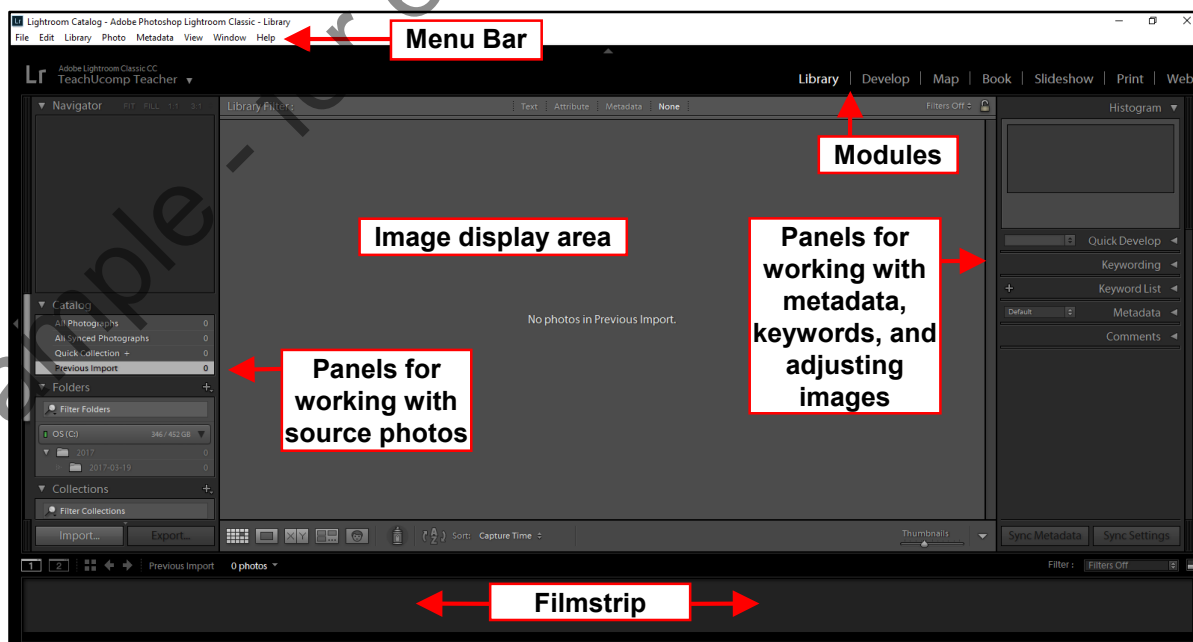 Lightroom Catalog - Adobe Photoshop Lightroom Classic - Library
File Edit Library Photo Metadata View Window Help
Menu Bar
Lr Adobe Lightroom Classic CC
TeachUcomp Teacher
Library | Develop | Map | Book | Slideshow | Print | Web
Navigator FIT FILL 1:1 3:1
Library Filter: Text | Attribute | Metadata | None Filters Off
Histogram
Modules
Image display area
Panels for
working with
metadata,
keywords, and
adjusting
images
Quick Develop
Keywording
+ Keyword List
Default Metadata
Comments
No photos in Previous Import.
Catalog
All Photographs 0
All Synced Photographs 0
Quick Collection + 0
Previous Import 0
Panels for
working with
source photos
Folders +
Filter Folders
OS (C:) 346 / 452 GB
2017 0
2017-03-19 0
Collections +
Filter Collections
Import... Export...
XY
AZ Sort: Capture Time
Thumbnails
Sync Metadata Sync Settings
1 2 Previous Import 0 photos
Filter: Filters Off
Filmstrip
ample - for